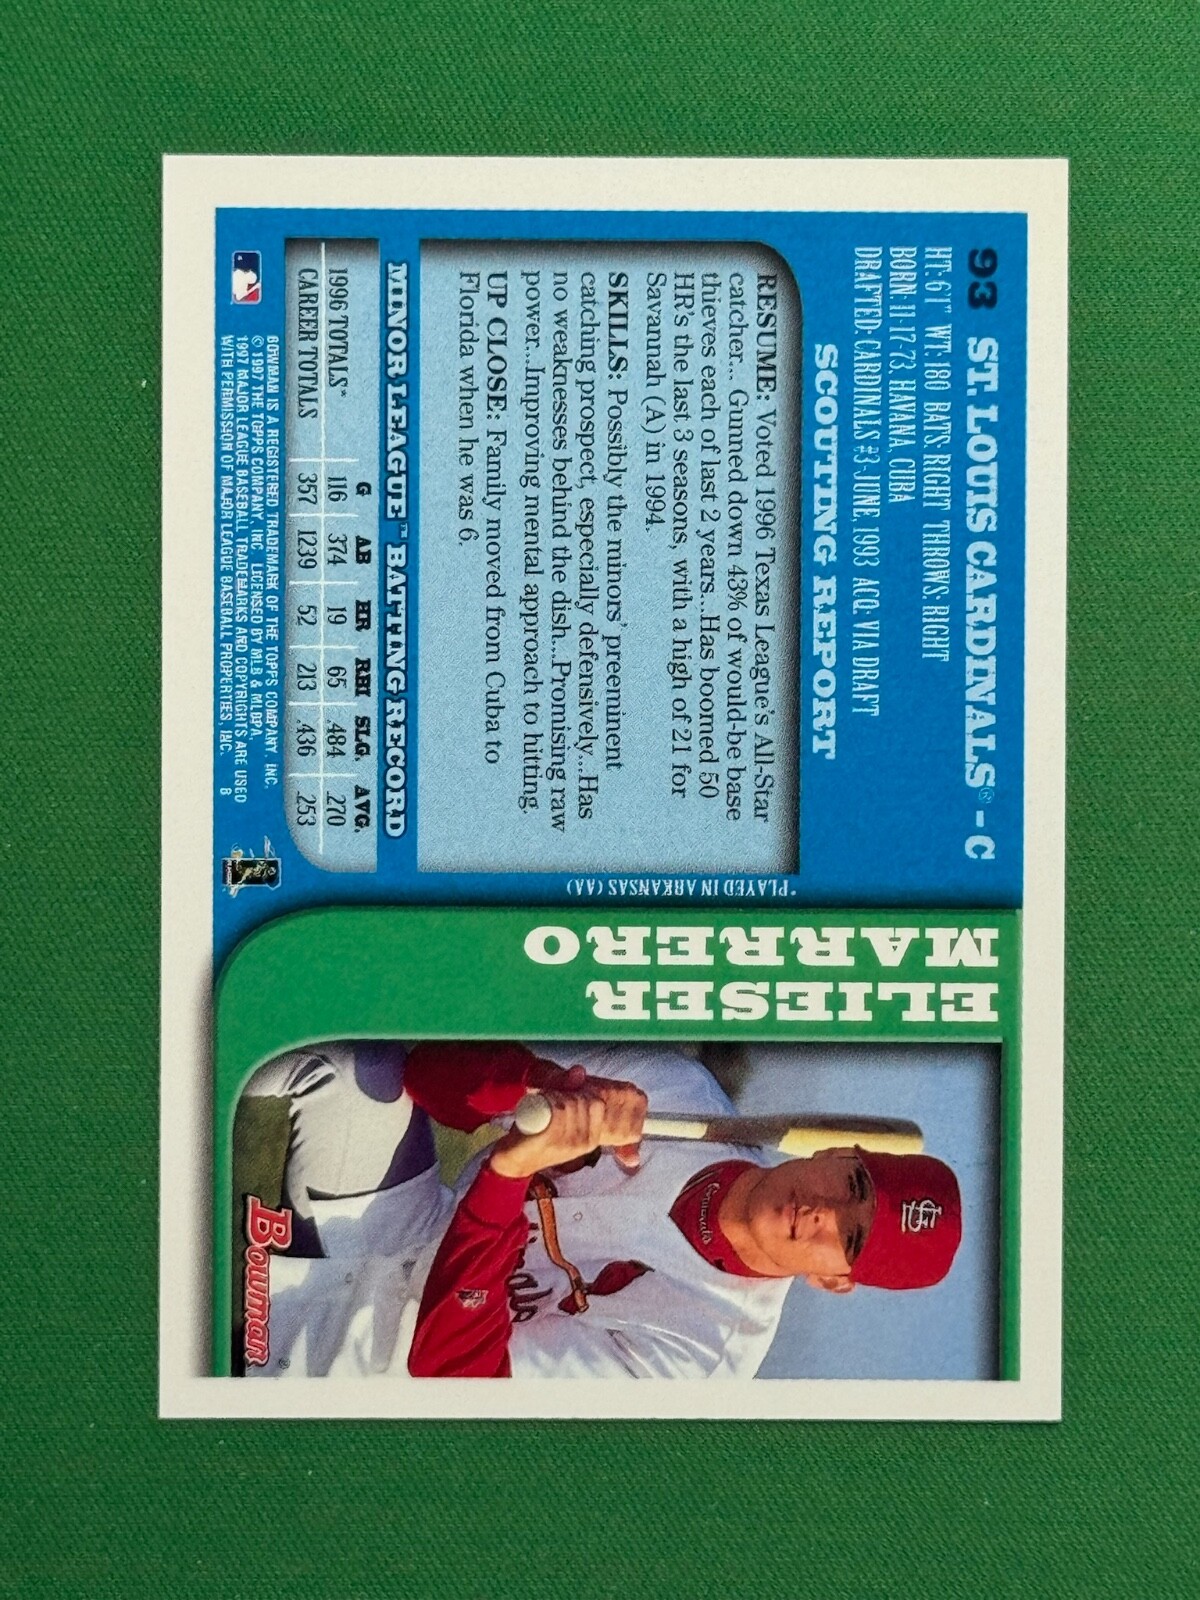 93 ST. LOUIS CARDINALS® - C
HT: 6'1" WT: 180 BATS: RIGHT THROWS: RIGHT
BORN: 11-17-73, HAVANA, CUBA
DRAFTED: CARDINALS #3-JUNE, 1993 ACQ: VIA DRAFT
SCOUTING REPORT
RESUME: Voted 1996 Texas League's All-Star
catcher... Gunned down 43% of would-be base
thieves each of last 2 years...Has boomed 50
HR's the last 3 seasons, with a high of 21 for
Savannah (A) in 1994.
SKILLS: Possibly the minors' preeminent
catching prospect, especially defensively...Has
no weaknesses behind the dish...Promising raw
power...Improving mental approach to hitting.
UP CLOSE: Family moved from Cuba to
Florida when he was 6.
MINOR LEAGUE™ BATTING RECORD
G AB HR RBI SLG. AVG.
1996 TOTALS* 116 374 19 65 .484 .270
CAREER TOTALS 357 1239 52 213 .436 .253
*PLAYED IN ARKANSAS (AA)
BOWMAN IS A REGISTERED TRADEMARK OF THE TOPPS COMPANY, INC.
© 1997 THE TOPPS COMPANY, INC. LICENSED BY MLB & MLBPA.
1997 MAJOR LEAGUE BASEBALL TRADEMARKS AND COPYRIGHTS ARE USED
WITH PERMISSION OF MAJOR LEAGUE BASEBALL PROPERTIES, INC. B
ELIESER
MARRERO
STL
Cardinals
Bowman®